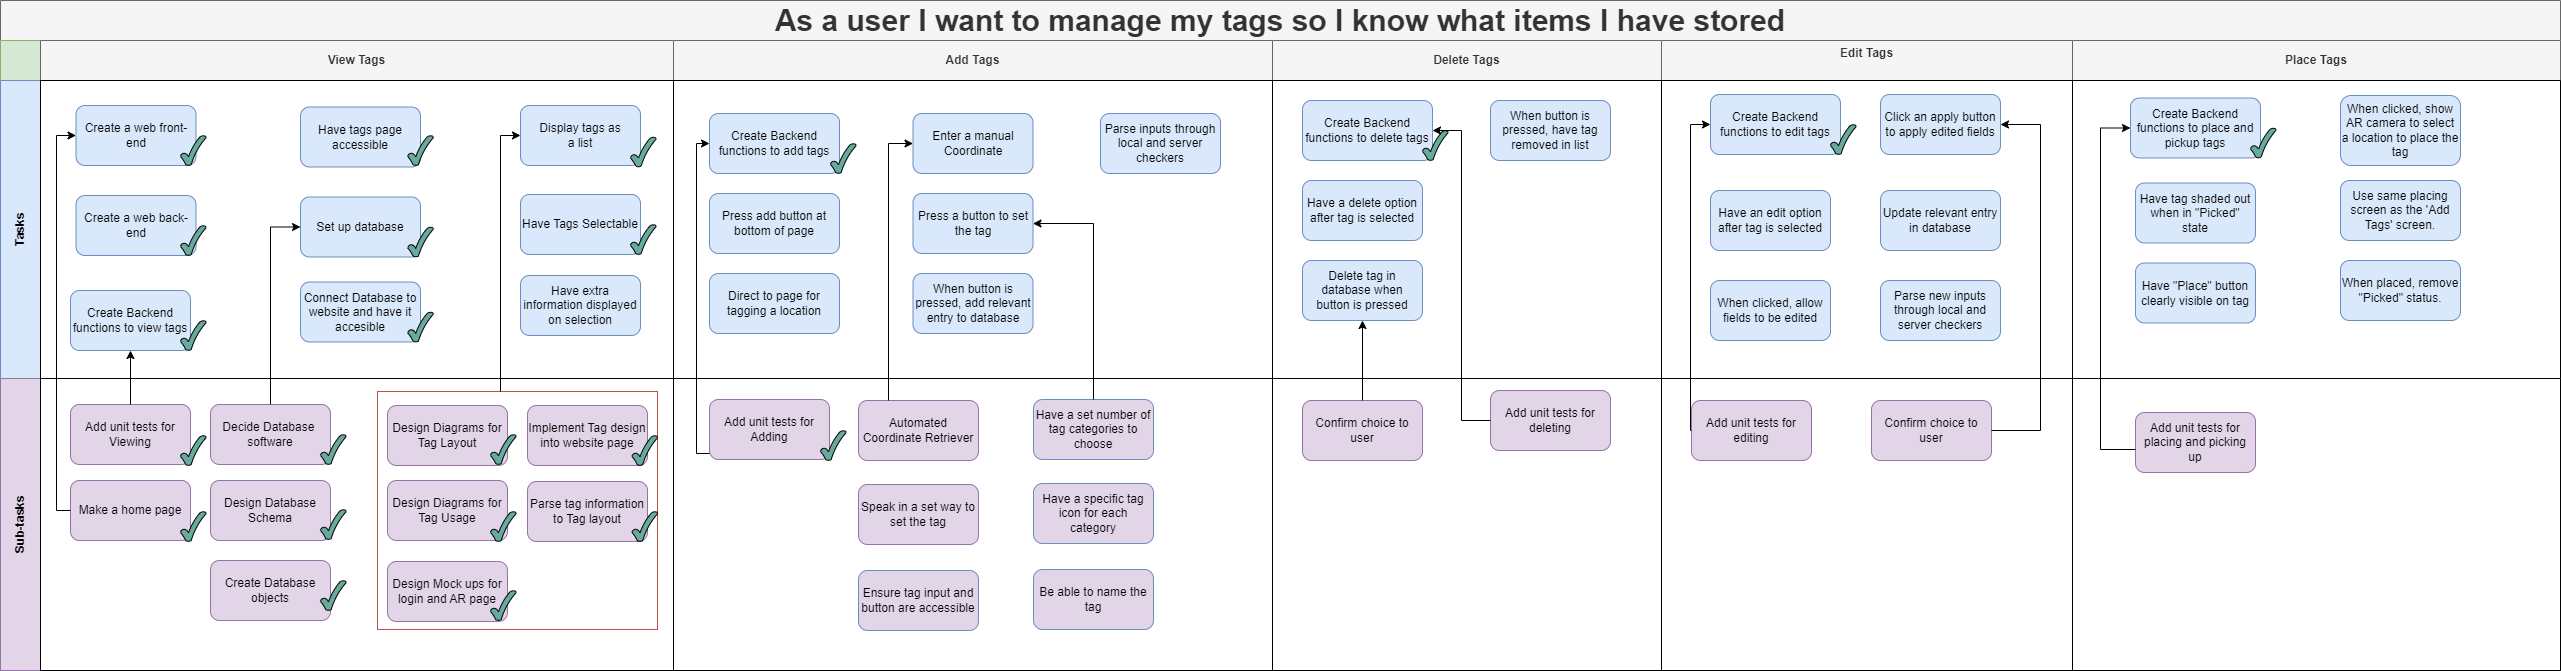 As a user I want to manage my tags so I know what items I have stored
View Tags
Add Tags
Delete Tags
Edit Tags
Place Tags
Tasks
Create a web front-
end
Have tags page
accessible
Display tags as
a list
Create a web back-
end
Set up database
Have Tags Selectable
Create Backend
functions to view tags
Connect Database to
website and have it
accesible
Have extra
information displayed
on selection
Create Backend
functions to add tags
Enter a manual
Coordinate
Parse inputs through
local and server
checkers
Press add button at
bottom of page
Press a button to set
the tag
Direct to page for
tagging a location
When button is
pressed, add relevant
entry to database
Create Backend
functions to delete tags
When button is
pressed, have tag
removed in list
Have a delete option
after tag is selected
Delete tag in
database when
button is pressed
Create Backend
functions to edit tags
Click an apply button
to apply edited fields
Have an edit option
after tag is selected
Update relevant entry
in database
When clicked, allow
fields to be edited
Parse new inputs
through local and
server checkers
Create Backend
functions to place and
pickup tags
When clicked, show
AR camera to select
a location to place the
tag
Have tag shaded out
when in "Picked"
state
Use same placing
screen as the 'Add
Tags' screen.
Have "Place" button
clearly visible on tag
When placed, remove
"Picked" status.
Sub-tasks
Add unit tests for
Viewing
Decide Database
software
Design Diagrams for
Tag Layout
Implement Tag design
into website page
Make a home page
Design Database
Schema
Design Diagrams for
Tag Usage
Parse tag information
to Tag layout
Create Database
objects
Design Mock ups for
login and AR page
Add unit tests for
Adding
Automated
Coordinate Retriever
Have a set number of
tag categories to
choose
Speak in a set way to
set the tag
Have a specific tag
icon for each
category
Ensure tag input and
button are accessible
Be able to name the
tag
Confirm choice to
user
Add unit tests for
deleting
Add unit tests for
editing
Confirm choice to
user
Add unit tests for
placing and picking
up